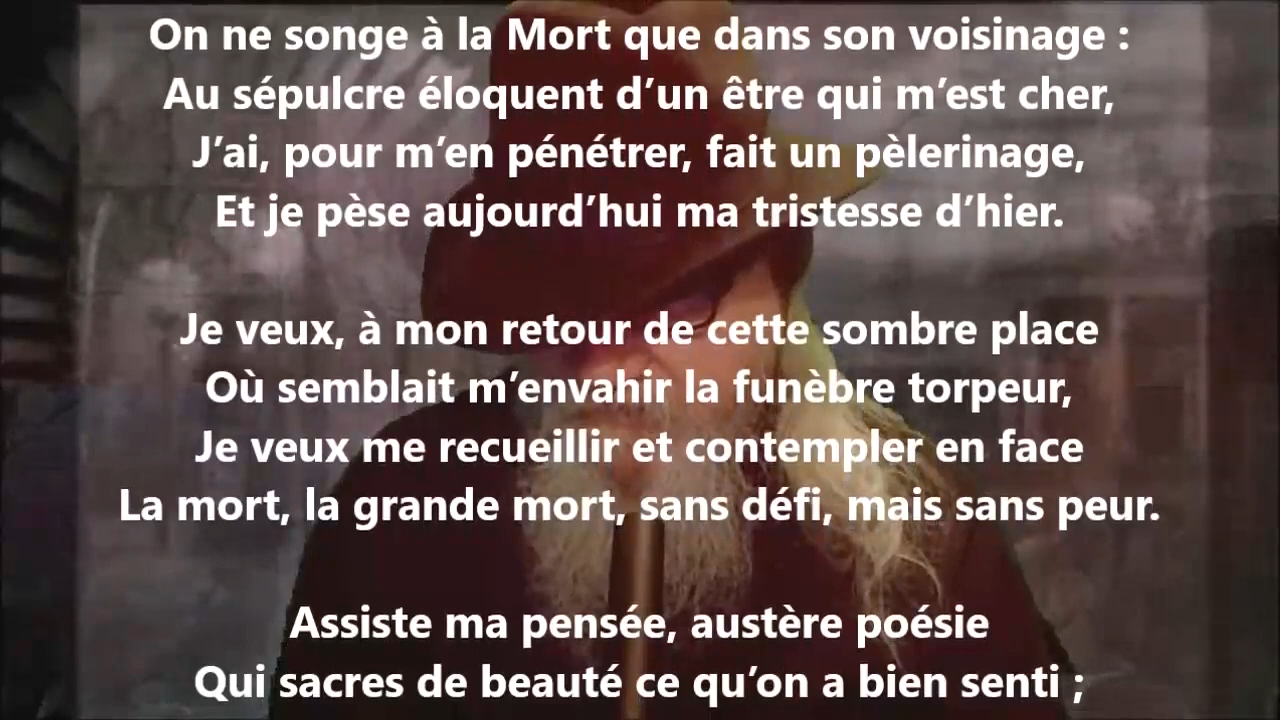 On ne songe à la Mort que dans son voisinage :
Au sépulcre éloquent d’un être qui m’est cher,
J’ai, pour m’en pénétrer, fait un pèlerinage,
Et je pèse aujourd’hui ma tristesse d’hier.
Je veux, à mon retour de cette sombre place
Où semblait m’envahir la funèbre torpeur,
Je veux me recueillir et contempler en face
La mort, la grande mort, sans défi, mais sans peur.
Assiste ma pensée, austère poésie
Qui sacres de beauté ce qu’on a bien senti ;